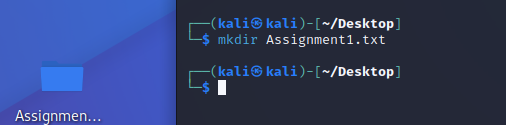 ┌──(kali㉿kali)-[~/Desktop]
└─$ mkdir Assignment1.txt
┌──(kali㉿kali)-[~/Desktop]
└─$
Assignmen...